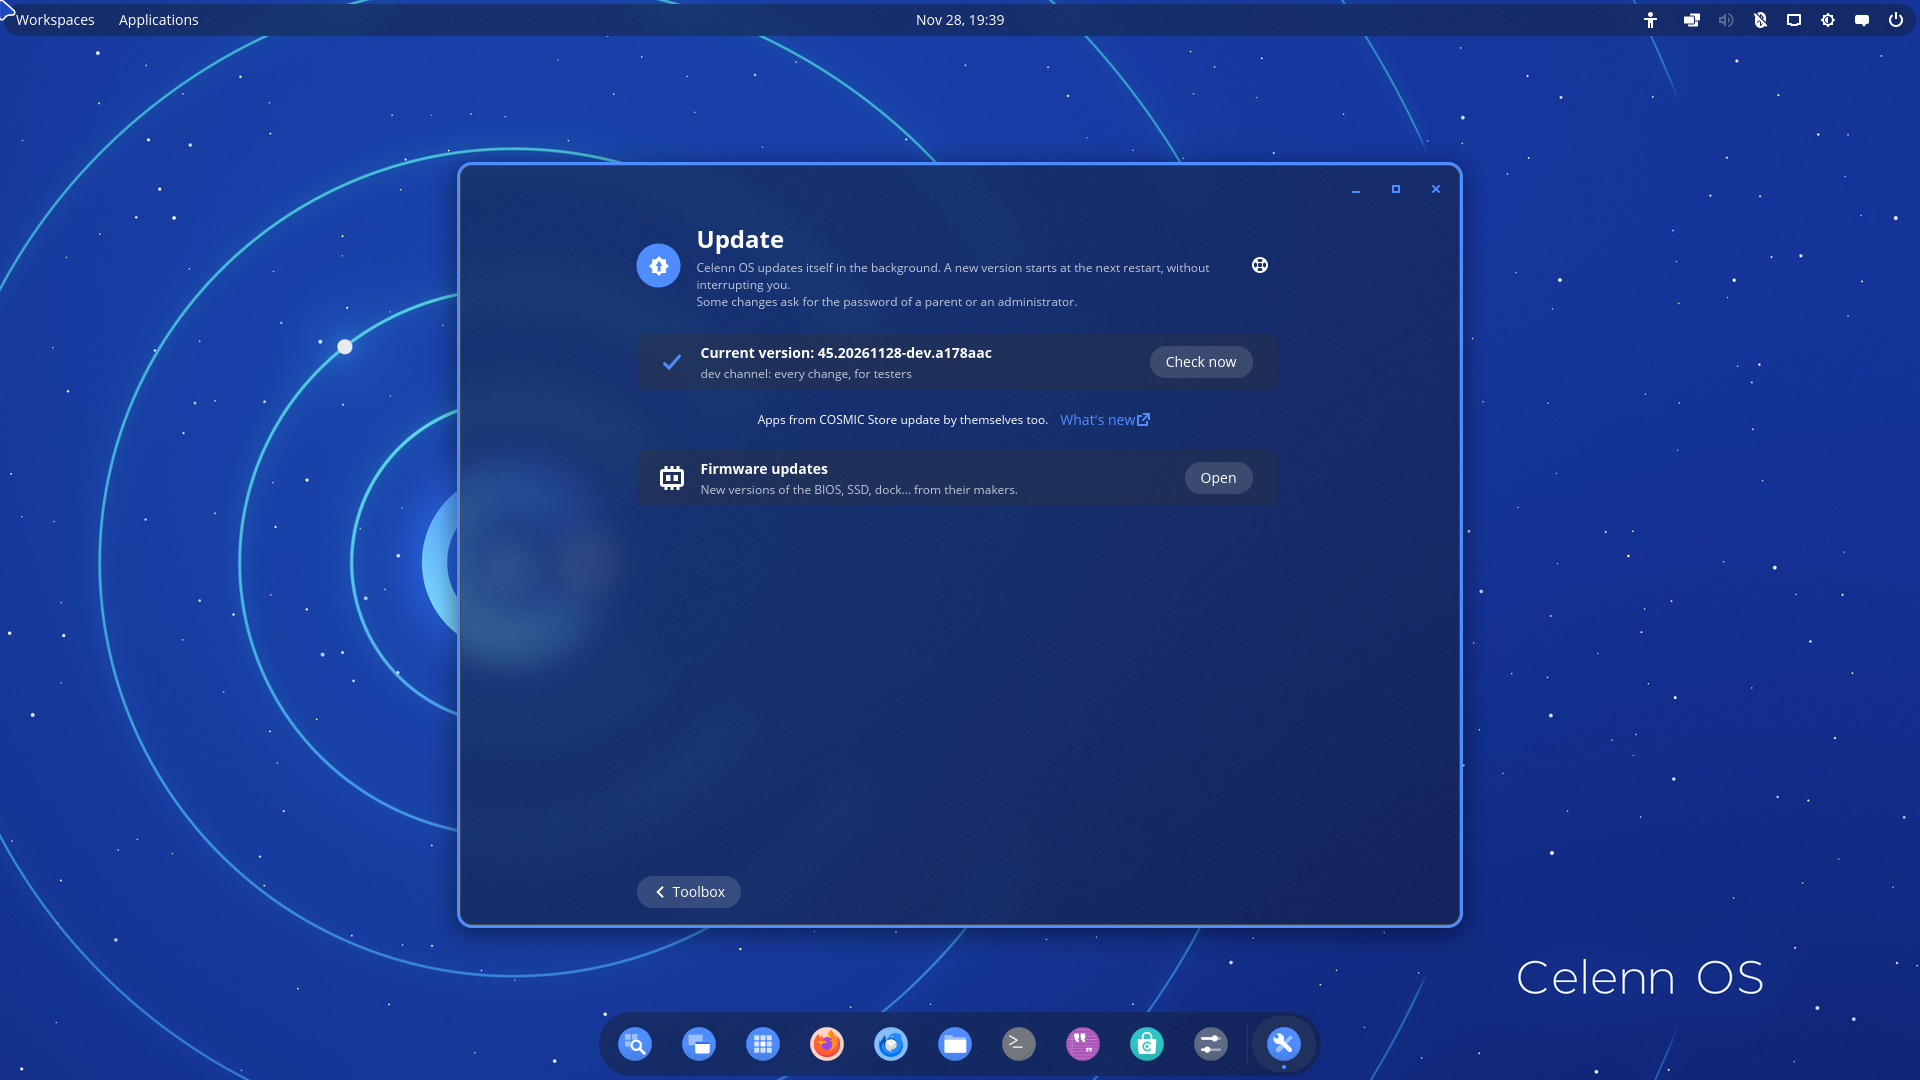 Workspaces
Applications
Nov 28, 19:39
Update
Celenn OS updates itself in the background. A new version starts at the next restart, without
interrupting you.
Some changes ask for the password of a parent or an administrator.
Current version: 45.20261128-dev.a178aac
dev channel: every change, for testers
Check now
Apps from COSMIC Store update by themselves too.
What's new
Firmware updates
New versions of the BIOS, SSD, dock... from their makers.
Open
Toolbox
Celenn OS